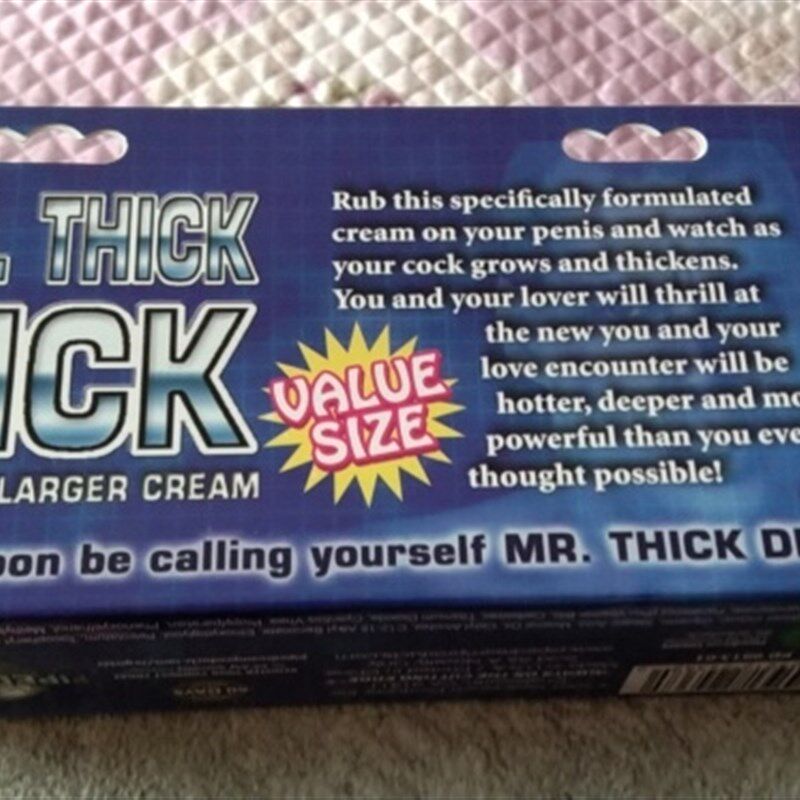 THICK
Rub this specifically formulated
cream on your penis and watch as
your cock grows and thickens.
You and your lover will thrill at
the new you and your
love encounter will be
hotter, deeper and mo
powerful than you eve
thought possible!
ICK
VALUE
SIZE
LARGER CREAM
oon be calling yourself MR. THICK DI